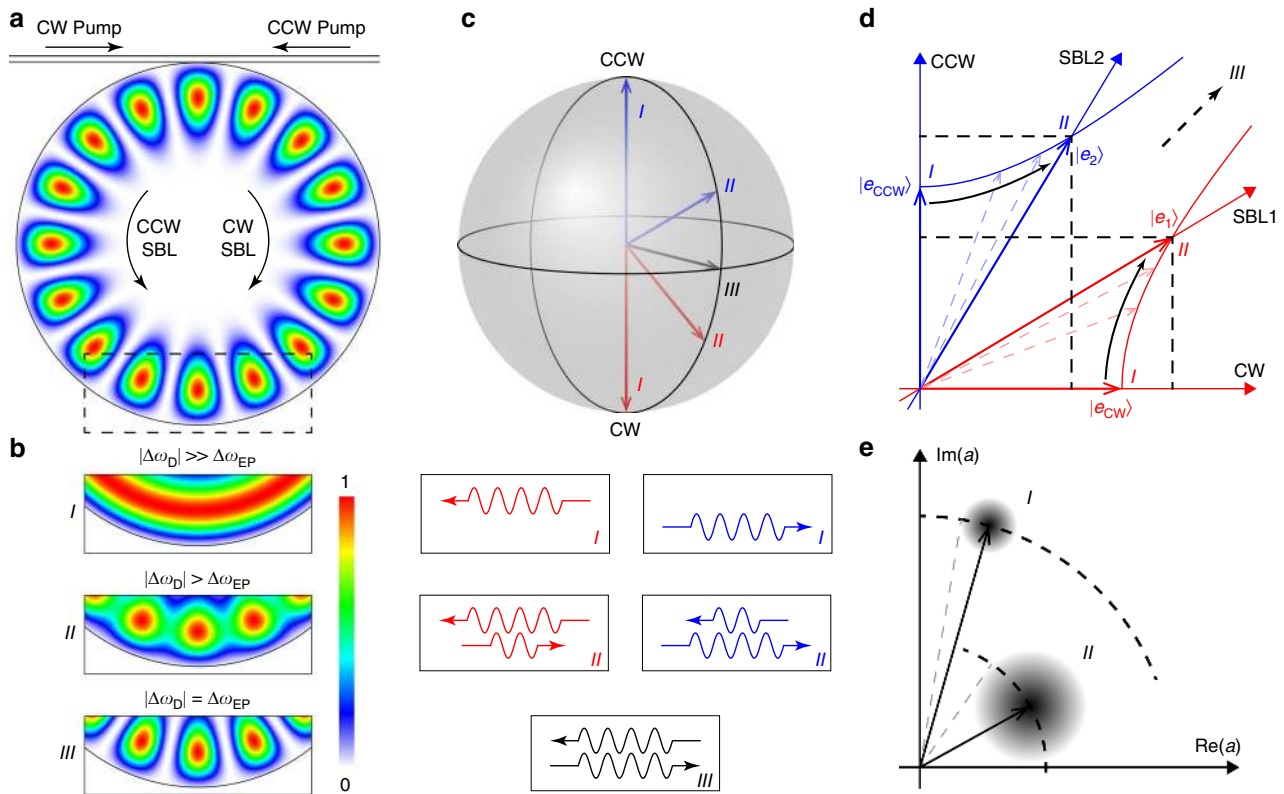 a
CW Pump
CCW Pump
CCW
SBL
CW
SBL
b
|Δω_D| >> Δω_EP
I
|Δω_D| > Δω_EP
II
|Δω_D| = Δω_EP
III
1
0
c
CCW
I
II
III
II
I
CW
I
I
II
II
III
d
CCW
SBL2
III
II
|e_2⟩
I
|e_CCW⟩
|e_1⟩
SBL1
II
I
CW
|e_CW⟩
e
Im(a)
I
II
Re(a)